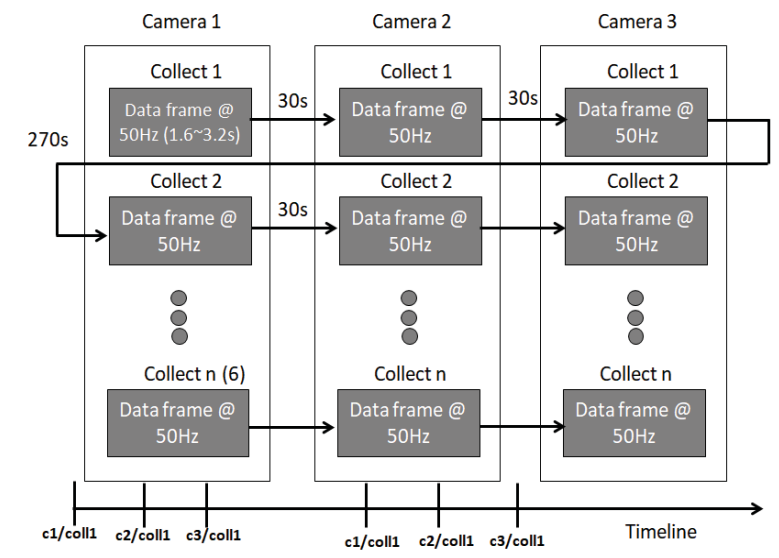 Camera 1
Camera 2
Camera 3
Collect 1
Collect 1
Collect 1
Data frame @
50Hz (1.6~3.2s)
30s
Data frame @
50Hz
30s
Data frame @
50Hz
270s
Collect 2
Collect 2
Collect 2
Data frame @
50Hz
30s
Data frame @
50Hz
Data frame @
50Hz
Collect n (6)
Collect n
Collect n
Data frame @
50Hz
Data frame @
50Hz
Data frame @
50Hz
c1/coll1
c2/coll1
c3/coll1
c1/coll1
c2/coll1
c3/coll1
Timeline